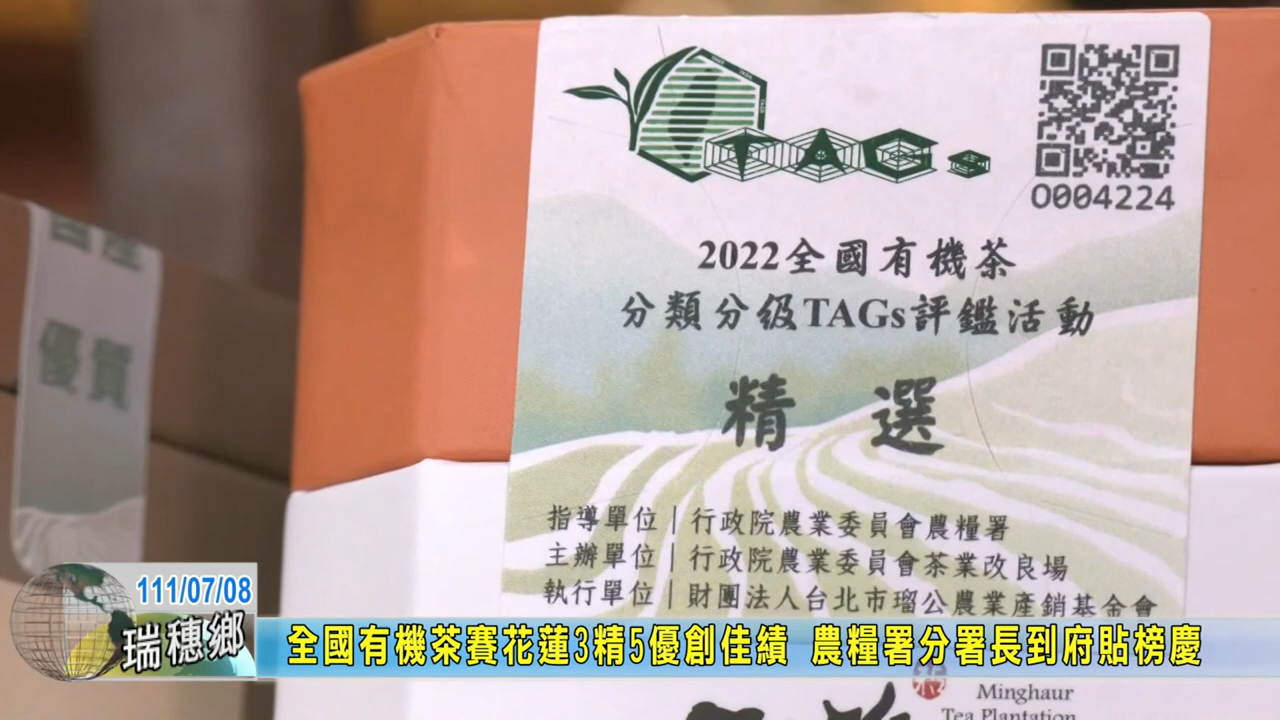 TAGs
O004224
2022全國有機茶
分類分級TAGs評鑑活動
精選
指導單位|行政院農業委員會農糧署
主辦單位|行政院農業委員會茶業改良場
執行單位|財團法人台北市瑠公農業產銷基金會
優質
111/07/08
瑞穗鄉
全國有機茶賽花蓮3精5優創佳績 農糧署分署長到府貼榜慶
Minghaur
Tea Plantation